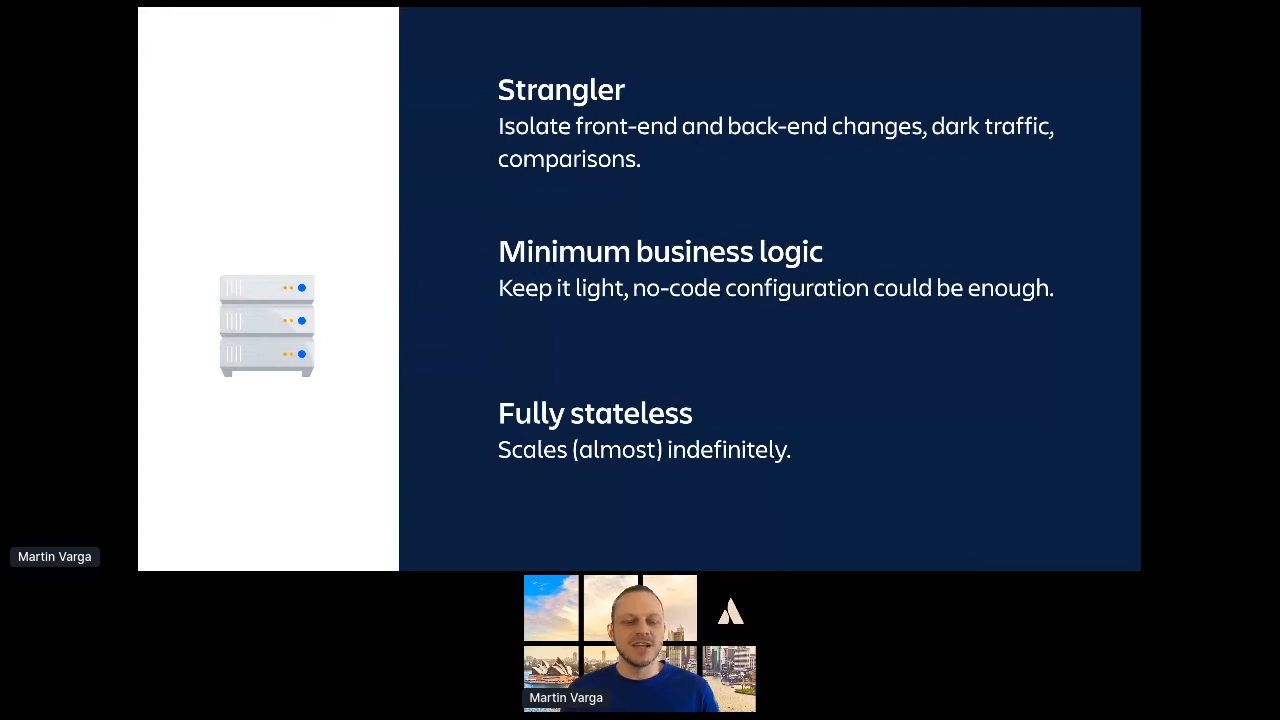 Strangler
Isolate front-end and back-end changes, dark traffic,
comparisons.
Minimum business logic
Keep it light, no-code configuration could be enough.
Fully stateless
Scales (almost) indefinitely.
Martin Varga
Martin Varga